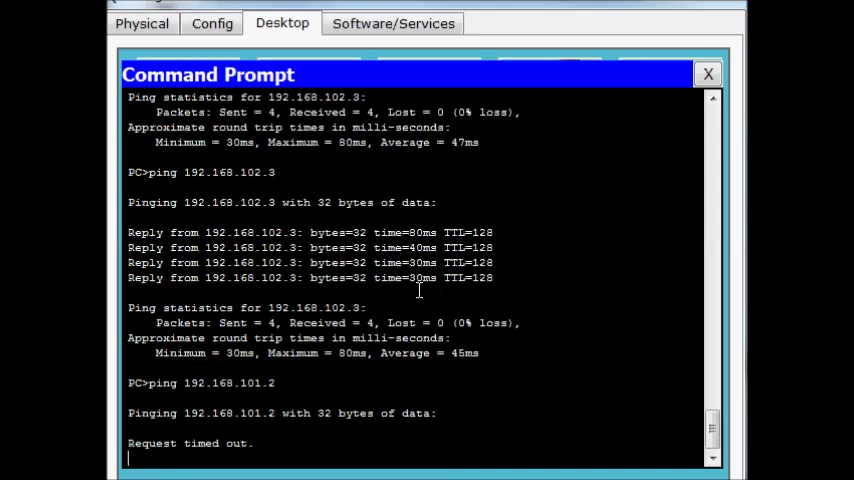 Physical Config Desktop Software/Services
Command Prompt X
Ping statistics for 192.168.102.3:
Packets: Sent = 4, Received = 4, Lost = 0 (0% loss),
Approximate round trip times in milli-seconds:
Minimum = 30ms, Maximum = 80ms, Average = 47ms
PC>ping 192.168.102.3
Pinging 192.168.102.3 with 32 bytes of data:
Reply from 192.168.102.3: bytes=32 time=80ms TTL=128
Reply from 192.168.102.3: bytes=32 time=40ms TTL=128
Reply from 192.168.102.3: bytes=32 time=30ms TTL=128
Reply from 192.168.102.3: bytes=32 time=30ms TTL=128
Ping statistics for 192.168.102.3:
Packets: Sent = 4, Received = 4, Lost = 0 (0% loss),
Approximate round trip times in milli-seconds:
Minimum = 30ms, Maximum = 80ms, Average = 45ms
PC>ping 192.168.101.2
Pinging 192.168.101.2 with 32 bytes of data:
Request timed out.